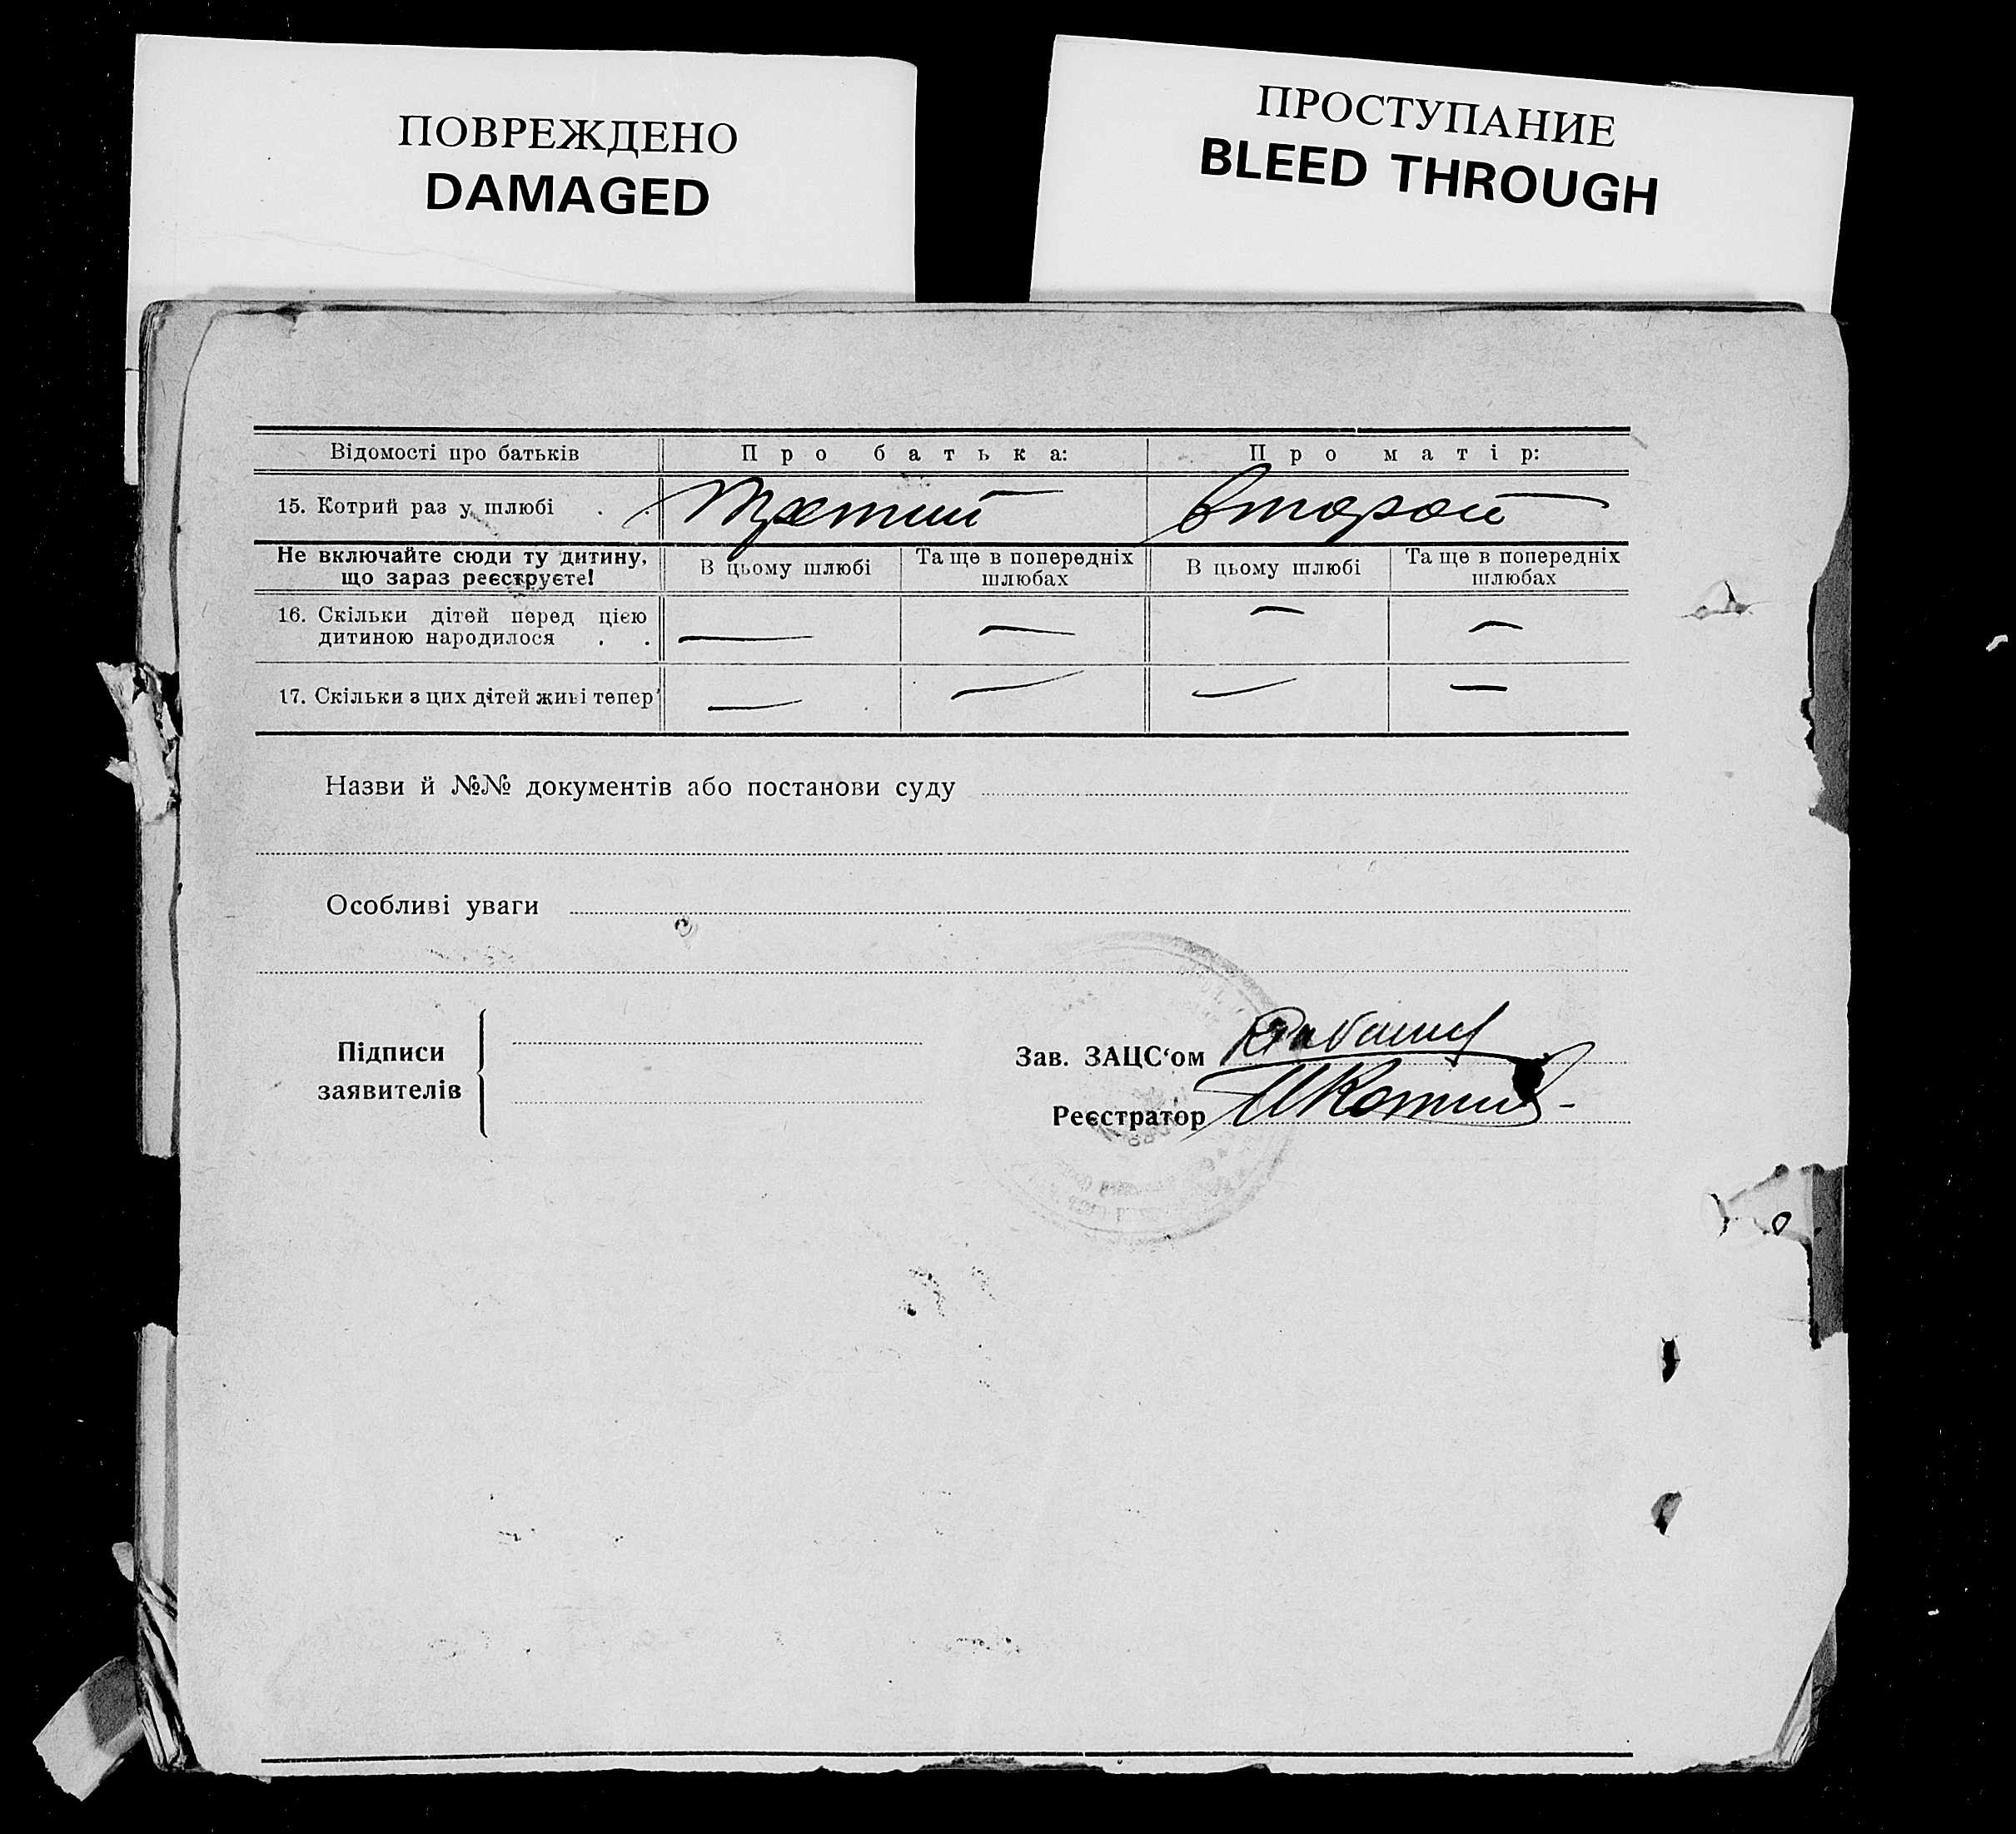 ПОВРЕЖДЕНО
DAMAGED
ПРОСТУПАНИЕ
BLEED THROUGH
Відомості про батьків Про батька: Про матір:
15. Котрий раз у шлюбі . . третий второй
Не включайте сюди ту дитину, що зараз реєструєте! В цьому шлюбі Та ще в попередніх шлюбах В цьому шлюбі Та ще в попередніх шлюбах
16. Скільки дітей перед цією — — — —
дитиною народилося . .
17. Скільки з цих дітей живі тепер — — — —
Назви й №№ документів або постанови суду
Особливі уваги
Підписи
заявителів
Зав. ЗАЦС‘ом
Реєстратор